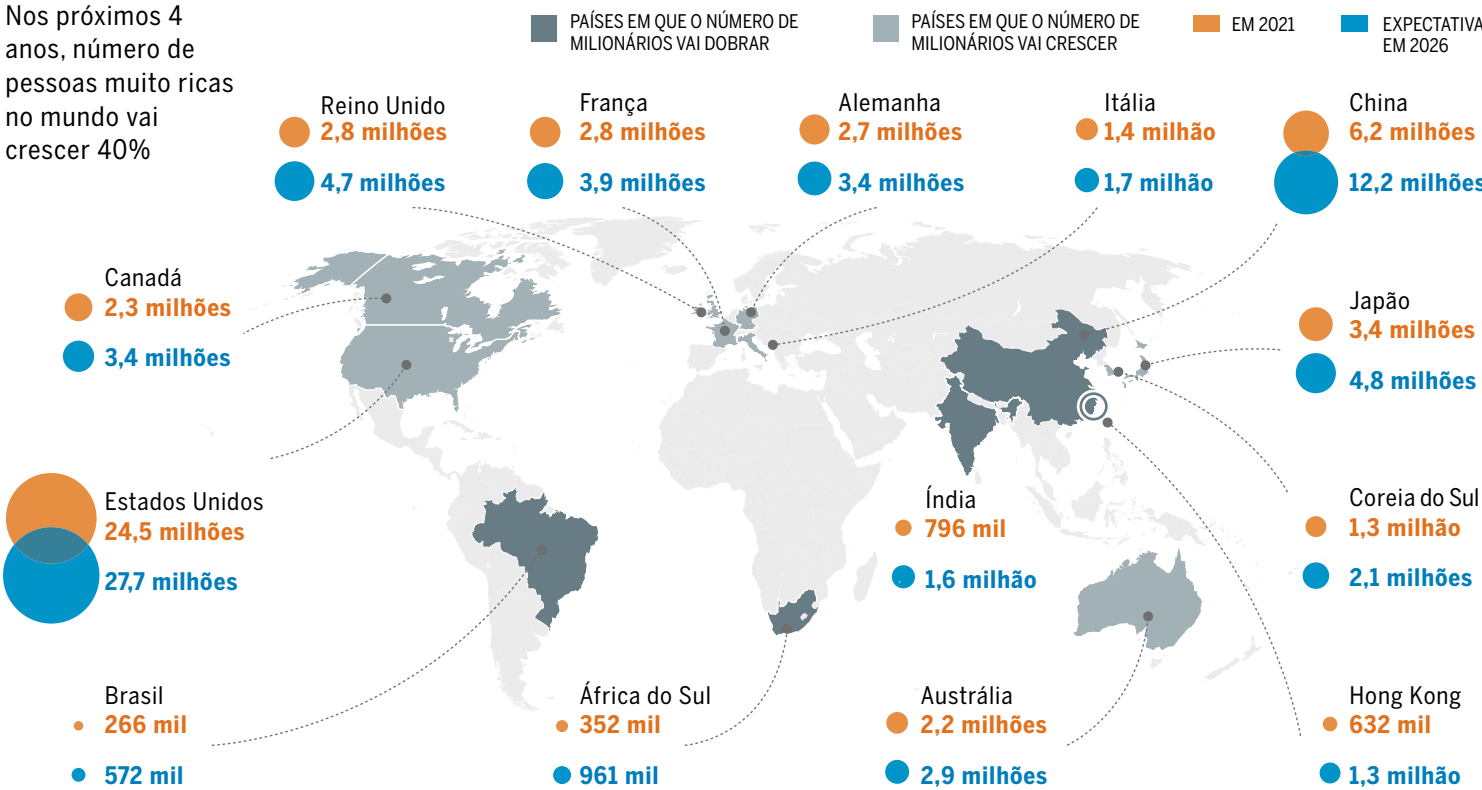 Nos próximos 4
anos, número de
pessoas muito ricas
no mundo vai
crescer 40%
PAÍSES EM QUE O NÚMERO DE
MILIONÁRIOS VAI DOBRAR
PAÍSES EM QUE O NÚMERO DE
MILIONÁRIOS VAI CRESCER
EM 2021
EXPECTATIVA
EM 2026
Reino Unido
2,8 milhões
4,7 milhões
França
2,8 milhões
3,9 milhões
Alemanha
2,7 milhões
3,4 milhões
Itália
1,4 milhão
1,7 milhão
China
6,2 milhões
12,2 milhões
Canadá
2,3 milhões
3,4 milhões
Japão
3,4 milhões
4,8 milhões
Estados Unidos
24,5 milhões
27,7 milhões
Índia
796 mil
1,6 milhão
Coreia do Sul
1,3 milhão
2,1 milhões
Brasil
266 mil
572 mil
África do Sul
352 mil
961 mil
Austrália
2,2 milhões
2,9 milhões
Hong Kong
632 mil
1,3 milhão